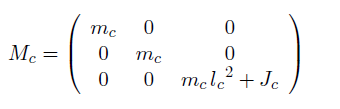 m_c 0 0
M_c = ( 0 m_c 0 )
0 0 m_c l_c^2 + J_c